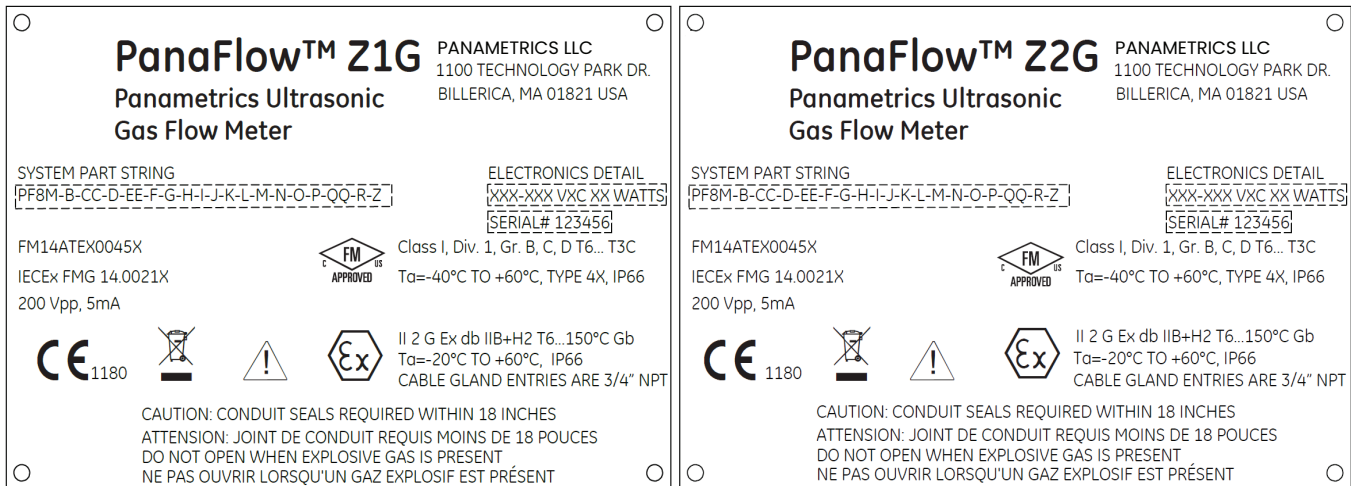 PanaFlow™ Z1G
PANAMETRICS LLC
1100 TECHNOLOGY PARK DR.
BILLERICA, MA 01821 USA
Panametrics Ultrasonic
Gas Flow Meter
SYSTEM PART STRING
PF8M-B-CC-D-EE-F-G-H-I-J-K-L-M-N-O-P-QQ-R-Z
ELECTRONICS DETAIL
XXX-XXX VXC XX WATTS
SERIAL# 123456
FM14ATEX0045X
IECEx FMG 14.0021X
200 Vpp, 5mA
C FM US
APPROVED
Class I, Div. 1, Gr. B, C, D T6... T3C
Ta=-40°C TO +60°C, TYPE 4X, IP66
CE 1180
!
Ex
II 2 G Ex db IIB+H2 T6...150°C Gb
Ta=-20°C TO +60°C, IP66
CABLE GLAND ENTRIES ARE 3/4" NPT
CAUTION: CONDUIT SEALS REQUIRED WITHIN 18 INCHES
ATTENTION: JOINT DE CONDUIT REQUIS MOINS DE 18 POUCES
DO NOT OPEN WHEN EXPLOSIVE GAS IS PRESENT
NE PAS OUVRIR LORSQU'UN GAZ EXPLOSIF EST PRÉSENT
PanaFlow™ Z2G
PANAMETRICS LLC
1100 TECHNOLOGY PARK DR.
BILLERICA, MA 01821 USA
Panametrics Ultrasonic
Gas Flow Meter
SYSTEM PART STRING
PF8M-B-CC-D-EE-F-G-H-I-J-K-L-M-N-O-P-QQ-R-Z
ELECTRONICS DETAIL
XXX-XXX VXC XX WATTS
SERIAL# 123456
FM14ATEX0045X
IECEx FMG 14.0021X
200 Vpp, 5mA
C FM US
APPROVED
Class I, Div. 1, Gr. B, C, D T6... T3C
Ta=-40°C TO +60°C, TYPE 4X, IP66
CE 1180
!
Ex
II 2 G Ex db IIB+H2 T6...150°C Gb
Ta=-20°C TO +60°C, IP66
CABLE GLAND ENTRIES ARE 3/4" NPT
CAUTION: CONDUIT SEALS REQUIRED WITHIN 18 INCHES
ATTENTION: JOINT DE CONDUIT REQUIS MOINS DE 18 POUCES
DO NOT OPEN WHEN EXPLOSIVE GAS IS PRESENT
NE PAS OUVRIR LORSQU'UN GAZ EXPLOSIF EST PRÉSENT